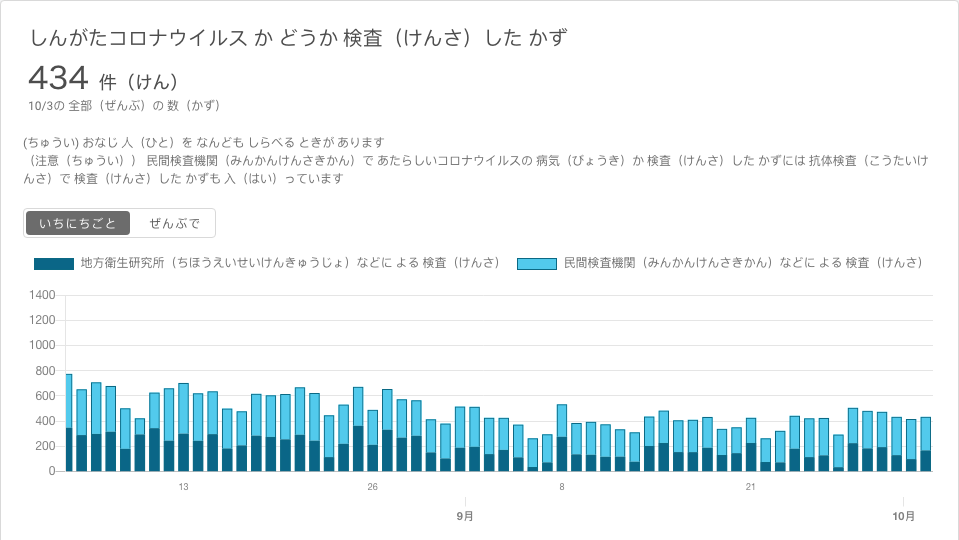 しんがたコロナウイルス か どうか 検査（けんさ）した かず
434 件（けん）
10/3の 全部（ぜんぶ）の 数（かず）
(ちゅうい) おなじ 人（ひと）を なんども しらべる ときが あります
（注意（ちゅうい）） 民間検査機関（みんかんけんさきかん）で あたらしいコロナウイルスの 病気（びょうき）か 検査（けんさ）した かずには 抗体検査（こうたいけ
んさ）で 検査（けんさ）した かずも 入（はい）っています
いちにちごと ぜんぶで
地方衛生研究所（ちほうえいせいけんきゅうじょ）などに よる 検査（けんさ） 民間検査機関（みんかんけんさきかん）などに よる 検査（けんさ）
1400
1200
1000
800
600
400
200
0
13 26 8 21
9月 10月